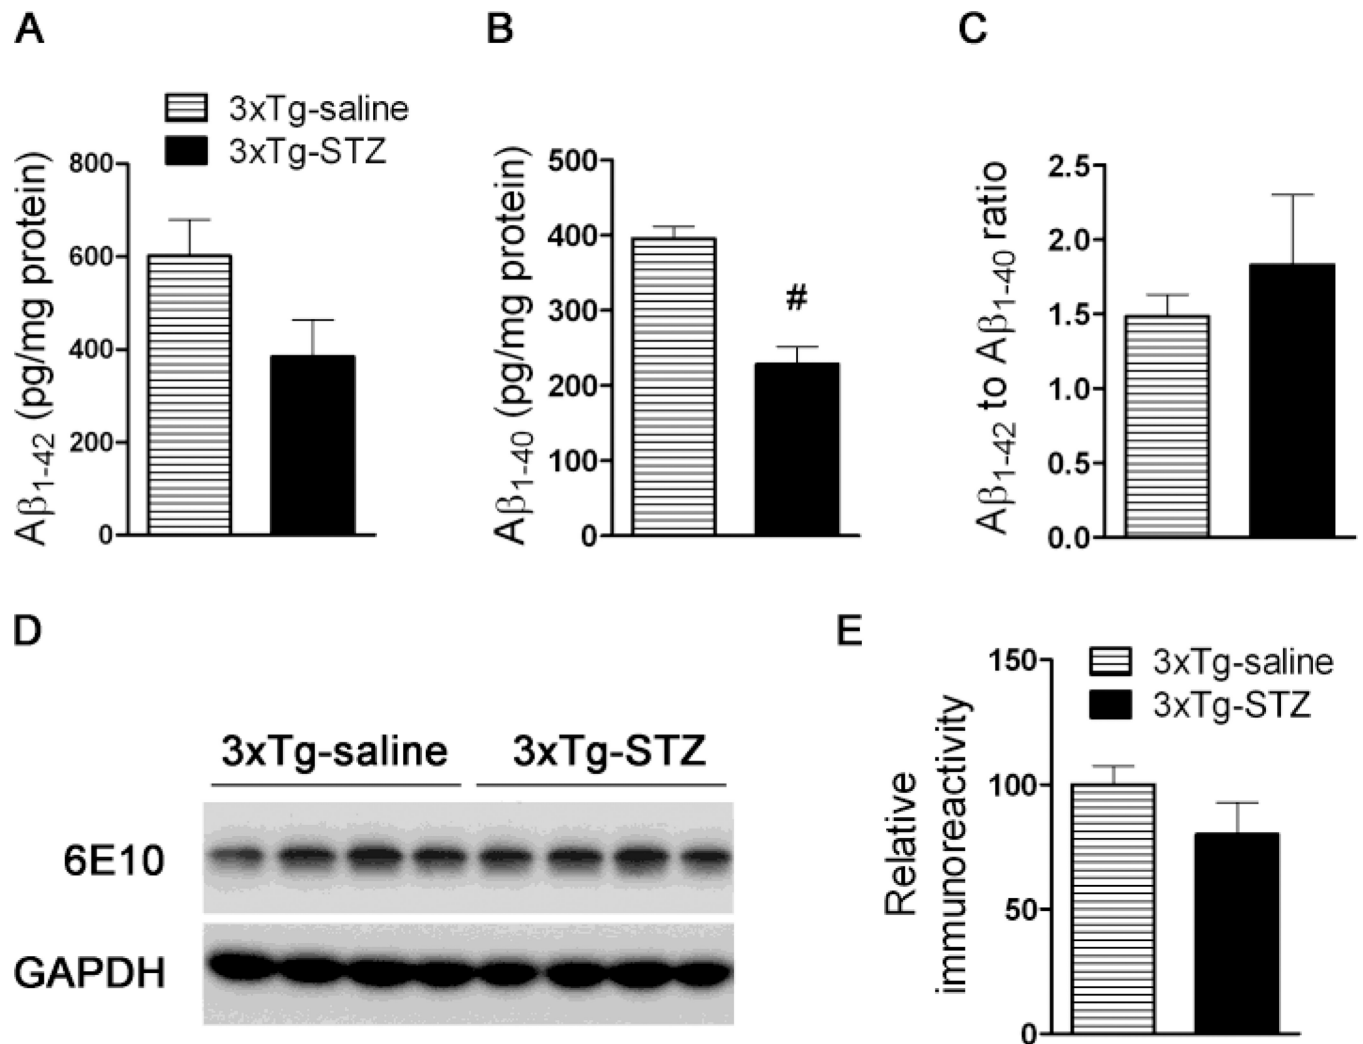 A
B
C
3xTg-saline
3xTg-STZ
Aβ1-42 (pg/mg protein)
800
600
400
200
0
Aβ1-40 (pg/mg protein)
500
400
300
200
100
0
#
Aβ1-42 to Aβ1-40 ratio
2.5
2.0
1.5
1.0
0.5
0.0
D
3xTg-saline 3xTg-STZ
6E10
GAPDH
E
3xTg-saline
3xTg-STZ
Relative
immunoreactivity
150
100
50
0